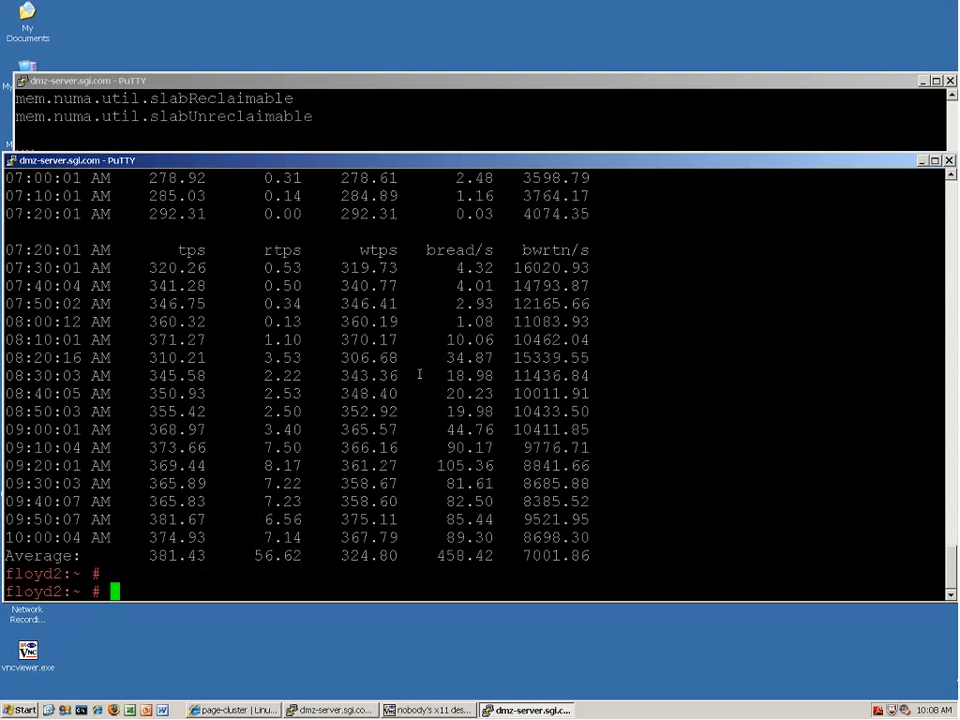 My
Documents
dmz-server.sgi.com - PuTTY
mem.numa.util.slabReclaimable
mem.numa.util.slabUnreclaimable
dmz-server.sgi.com - PuTTY
07:00:01 AM 278.92 0.31 278.61 2.48 3598.79
07:10:01 AM 285.03 0.14 284.89 1.16 3764.17
07:20:01 AM 292.31 0.00 292.31 0.03 4074.35
07:20:01 AM tps rtps wtps bread/s bwrtn/s
07:30:01 AM 320.26 0.53 319.73 4.32 16020.93
07:40:04 AM 341.28 0.50 340.77 4.01 14793.87
07:50:02 AM 346.75 0.34 346.41 2.93 12165.66
08:00:12 AM 360.32 0.13 360.19 1.08 11083.93
08:10:01 AM 371.27 1.10 370.17 10.06 10462.04
08:20:16 AM 310.21 3.53 306.68 34.87 15339.55
08:30:03 AM 345.58 2.22 343.36 18.98 11436.84
08:40:05 AM 350.93 2.53 348.40 20.23 10011.91
08:50:03 AM 355.42 2.50 352.92 19.98 10433.50
09:00:01 AM 368.97 3.40 365.57 44.76 10411.85
09:10:04 AM 373.66 7.50 366.16 90.17 9776.71
09:20:01 AM 369.44 8.17 361.27 105.36 8841.66
09:30:03 AM 365.89 7.22 358.67 81.61 8685.88
09:40:07 AM 365.83 7.23 358.60 82.50 8385.52
09:50:07 AM 381.67 6.56 375.11 85.44 9521.95
10:00:04 AM 374.93 7.14 367.79 89.30 8698.30
Average: 381.43 56.62 324.80 458.42 7001.86
floyd2:~ #
floyd2:~ #
Network
Recordi...
VNC
vncviewer.exe
Start page-cluster | Linu... dmz-server.sgi.co... nobody's x11 des... dmz-server.sgi.c... 10:08 AM